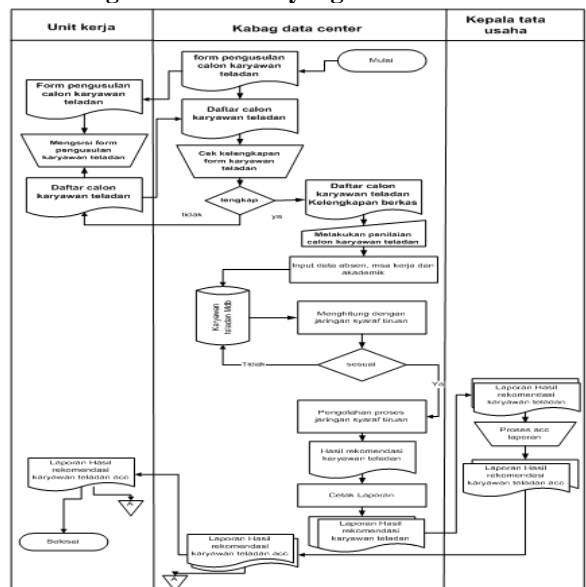 Unit kerja
Kabag data center
Kepala tata
usaha
form pengusulan
calon karyawan
teladan
Mulai
Form pengusulan
calon karyawan
teladan
Daftar calon
karyawan teladan
Mengsisi form
pengusulan
karyawan teladan
Cek kelengkapan
form karyawan
teladan
Daftar calon
karyawan teladan
lengkap
tidak
ya
Daftar calon
karyawan teladan
Kelengkapan berkas
Melakukan penilaian
calon karyawan teladan
Input data absen, msa kerja dan
akademik
Karyawan
teladan Mdb
Menghitung dengan
jaringan syaraf tiruan
Tidak
sesuai
Ya
Pengolahan proses
jaringan syaraf tiruan
Hasil rekomendasi
karyawan teladan
Cetak Laporan
Laporan Hasil
rekomendasi
karyawan teladan
Laporan Hasil
rekomendasi
karyawan teladan
Proses acc
laporan
Laporan Hasil
rekomendasi
karyawan teladan acc
Laporan Hasil
rekomendasi
karyawan teladan acc
A
Laporan Hasil
rekomendasi
karyawan teladan acc
A
Selesai